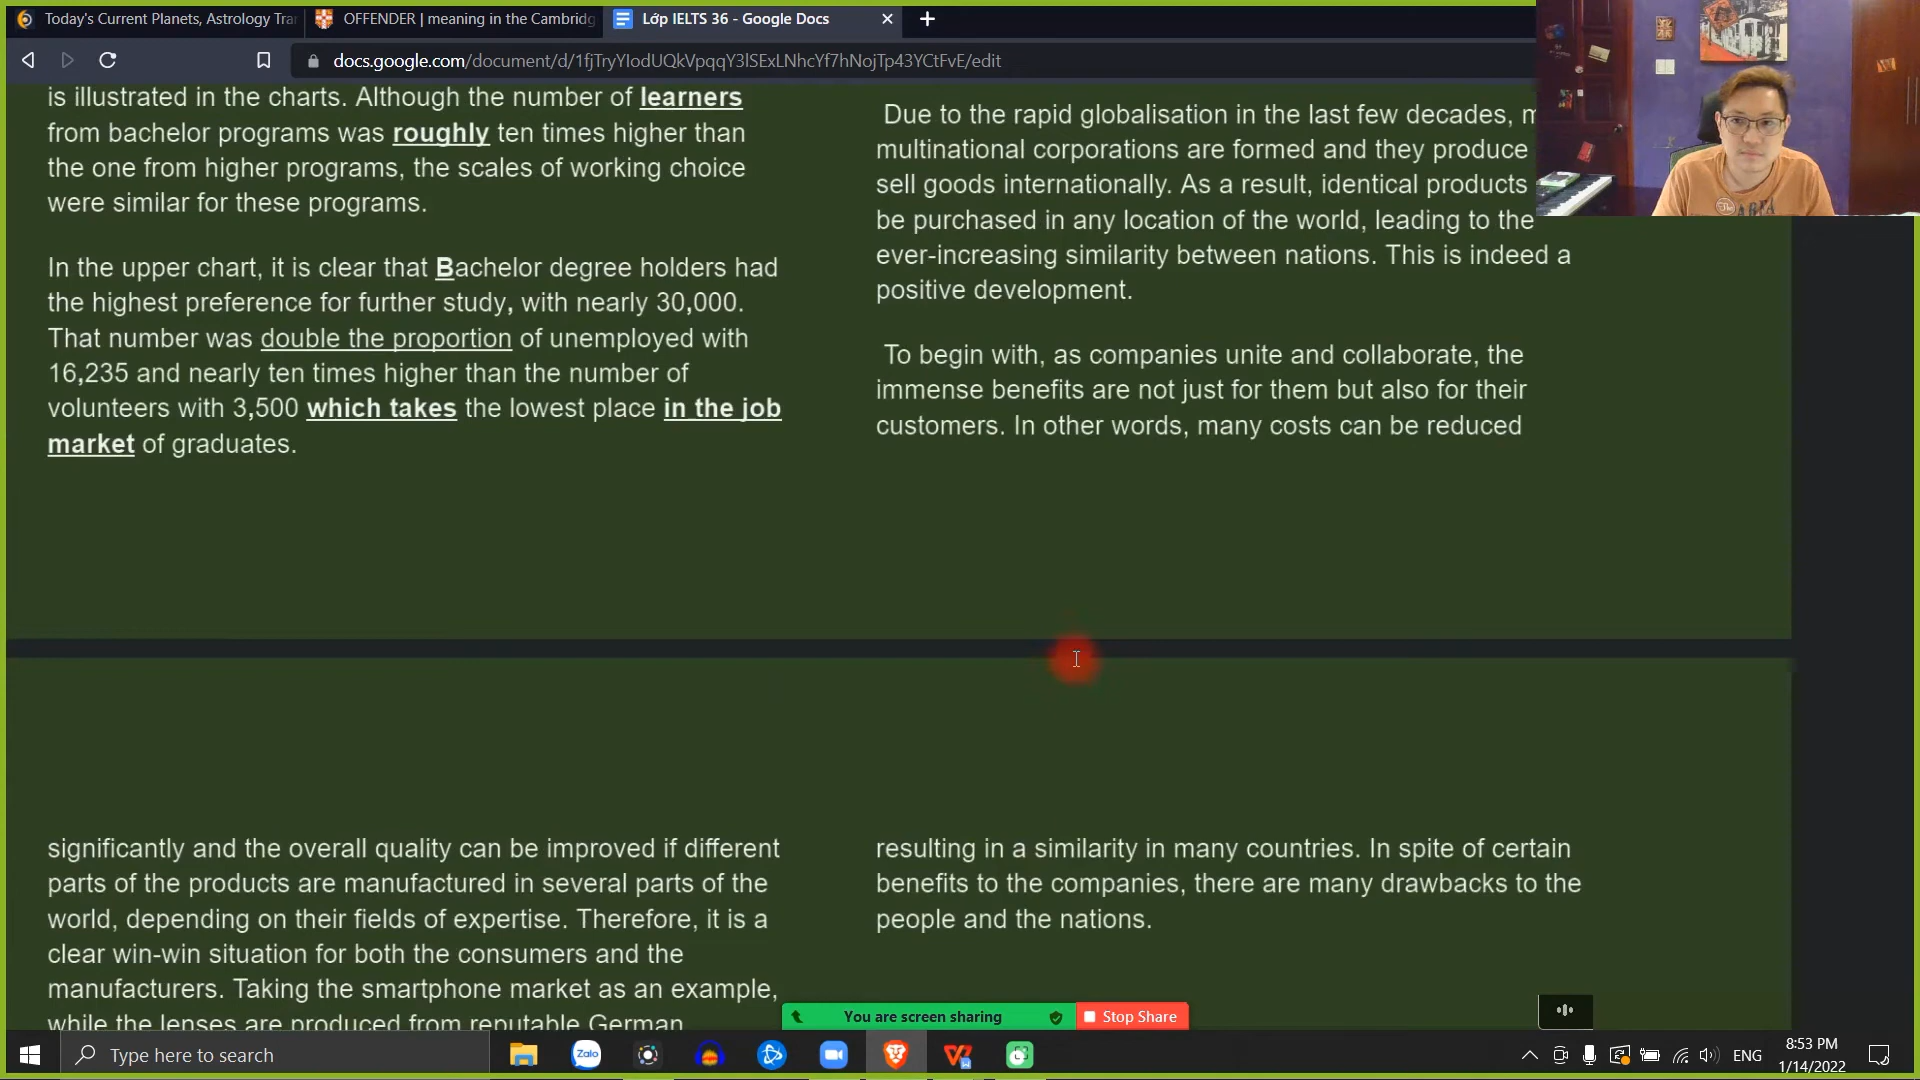 Today's Current Planets, Astrology Tra
OFFENDER | meaning in the Cambridg
Lớp IELTS 36 - Google Docs
docs.google.com/document/d/1fjTryYIodUQkVpqqY3lSExLNhcYf7hNojTp43YCtFvE/edit
is illustrated in the charts. Although the number of learners
from bachelor programs was roughly ten times higher than
the one from higher programs, the scales of working choice
were similar for these programs.
In the upper chart, it is clear that Bachelor degree holders had
the highest preference for further study, with nearly 30,000.
That number was double the proportion of unemployed with
16,235 and nearly ten times higher than the number of
volunteers with 3,500 which takes the lowest place in the job
market of graduates.
Due to the rapid globalisation in the last few decades, m
multinational corporations are formed and they produce
sell goods internationally. As a result, identical products
be purchased in any location of the world, leading to the
ever-increasing similarity between nations. This is indeed a
positive development.
To begin with, as companies unite and collaborate, the
immense benefits are not just for them but also for their
customers. In other words, many costs can be reduced
significantly and the overall quality can be improved if different
parts of the products are manufactured in several parts of the
world, depending on their fields of expertise. Therefore, it is a
clear win-win situation for both the consumers and the
manufacturers. Taking the smartphone market as an example,
while the lenses are produced from reputable German
resulting in a similarity in many countries. In spite of certain
benefits to the companies, there are many drawbacks to the
people and the nations.
You are screen sharing
Stop Share
Type here to search
Zalo
ENG
8:53 PM
1/14/2022